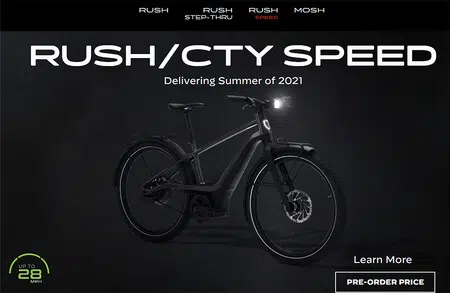 RUSH RUSH RUSH MOSH
STEP-THRU SPEED
RUSH/CTY SPEED
Delivering Summer of 2021
UP TO
28
MPH
Learn More
PRE-ORDER PRICE